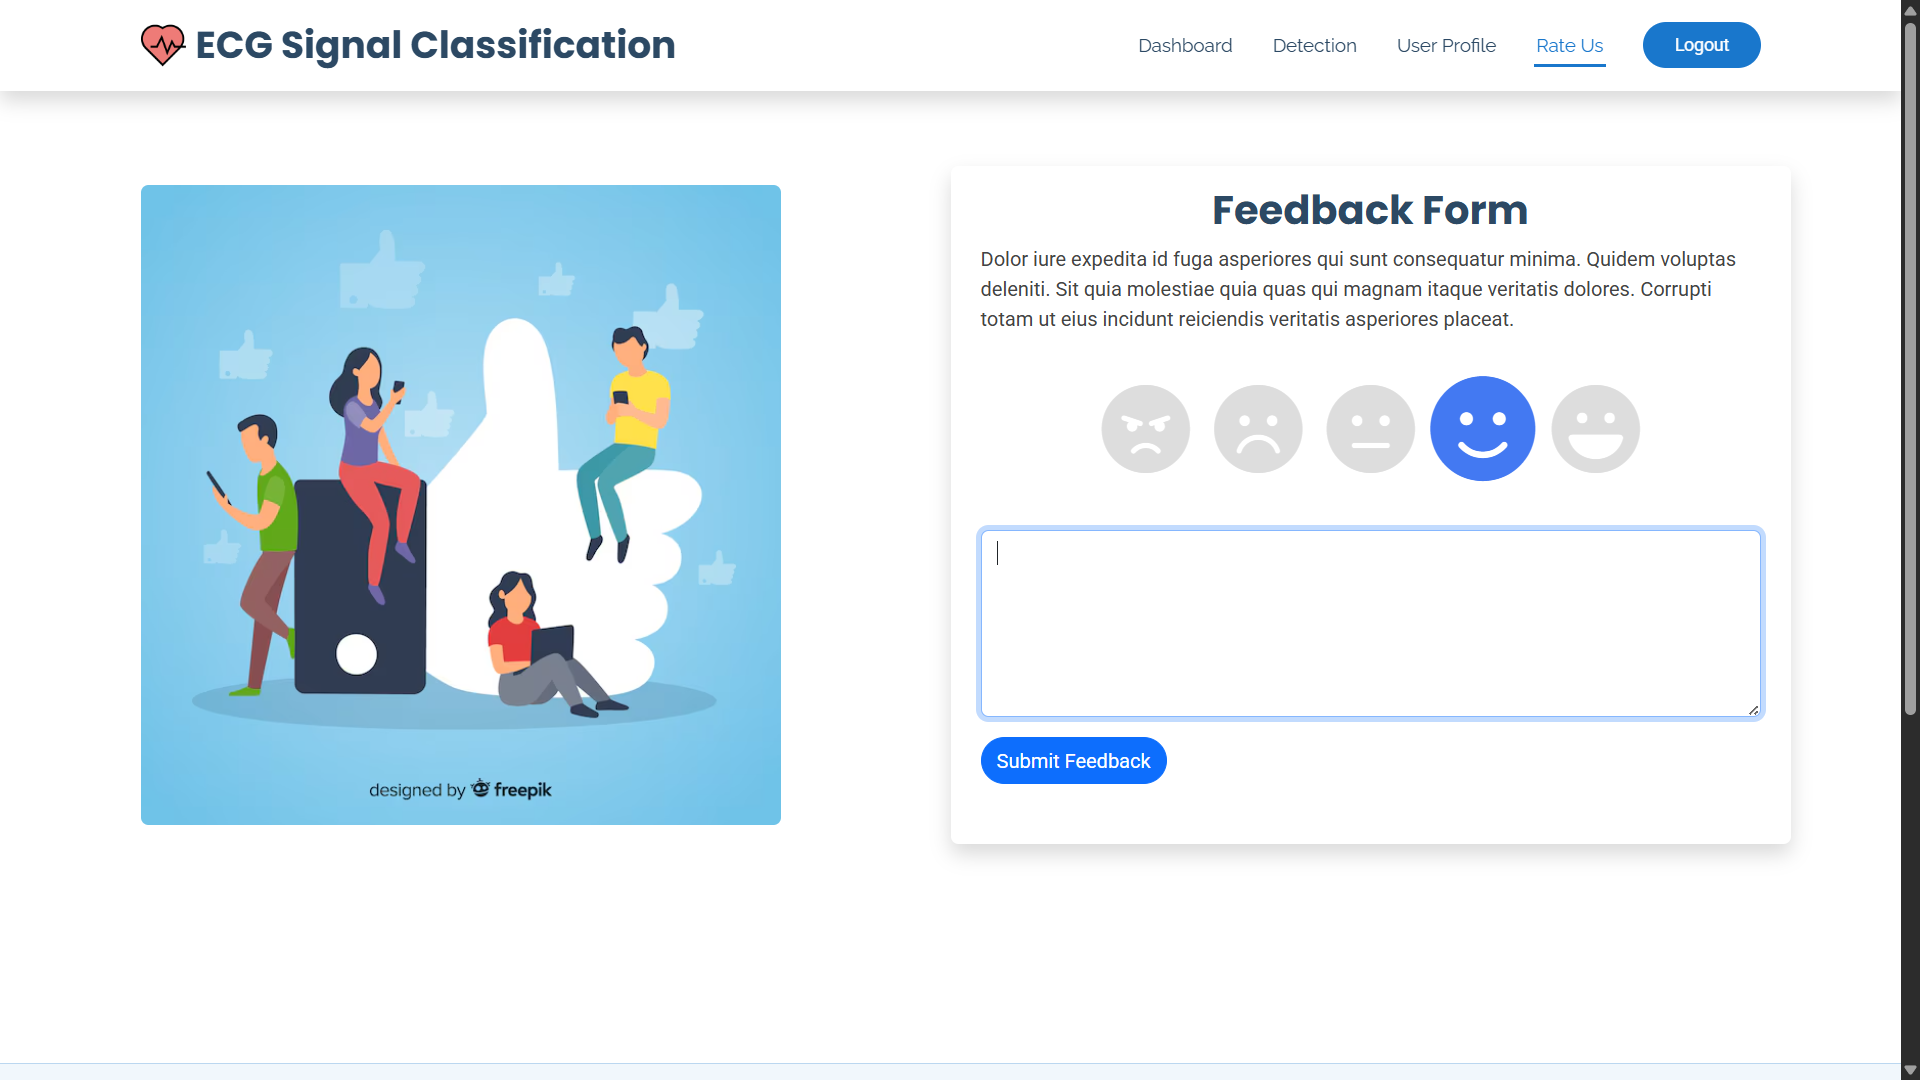 ECG Signal Classification
Dashboard
Detection
User Profile
Rate Us
Logout
designed by freepik
Feedback Form
Dolor iure expedita id fuga asperiores qui sunt consequatur minima. Quidem voluptas
deleniti. Sit quia molestiae quia quas qui magnam itaque veritatis dolores. Corrupti
totam ut eius incidunt reiciendis veritatis asperiores placeat.
Submit Feedback